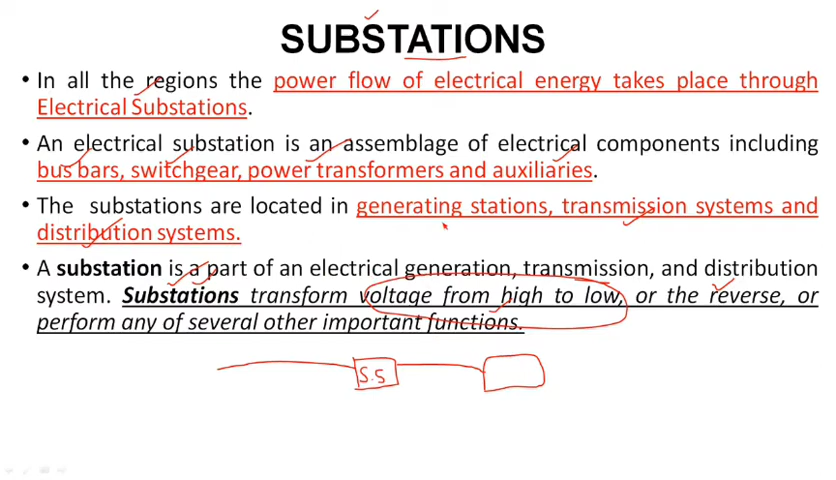 SUBSTATIONS
• In all the regions the power flow of electrical energy takes place through
Electrical Substations.
• An electrical substation is an assemblage of electrical components including
bus bars, switchgear, power transformers and auxiliaries.
• The substations are located in generating stations, transmission systems and
distribution systems.
• A substation is a part of an electrical generation, transmission, and distribution
system. Substations transform voltage from high to low, or the reverse, or
perform any of several other important functions.
S.S